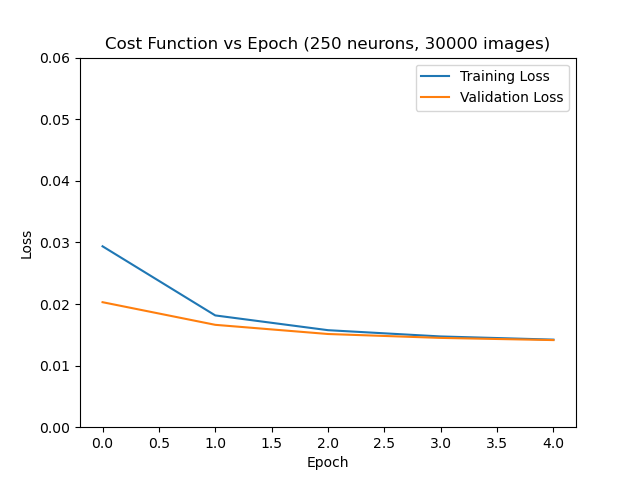 Cost Function vs Epoch (250 neurons, 30000 images)
Training Loss
Validation Loss
0.06
0.05
0.04
0.03
0.02
0.01
0.00
Loss
0.0 0.5 1.0 1.5 2.0 2.5 3.0 3.5 4.0
Epoch